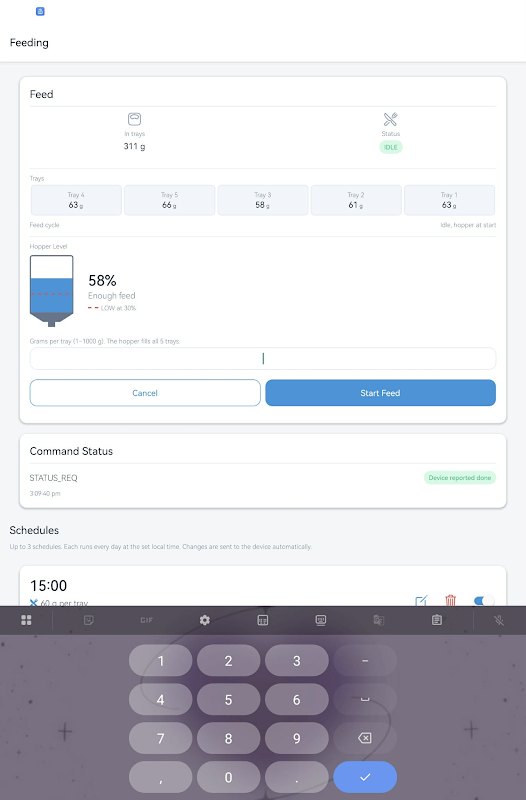 Feeding
Feed
In trays
311 g
Status
IDLE
Trays
Tray 4
63 g
Tray 5
66 g
Tray 3
58 g
Tray 2
61 g
Tray 1
63 g
Feed cycle
Idle, hopper at start
Hopper Level
58%
Enough feed
LOW at 30%
Grams per tray (1-1000 g). The hopper fills all 5 trays.
Cancel
Start Feed
Command Status
STATUS_REQ
Device reported done
3:09:40 pm
Schedules
Up to 3 schedules. Each runs every day at the set local time. Changes are sent to the device automatically.
15:00
60 g per tray
GIF
1 2 3 -
4 5 6
7 8 9
, 0 .